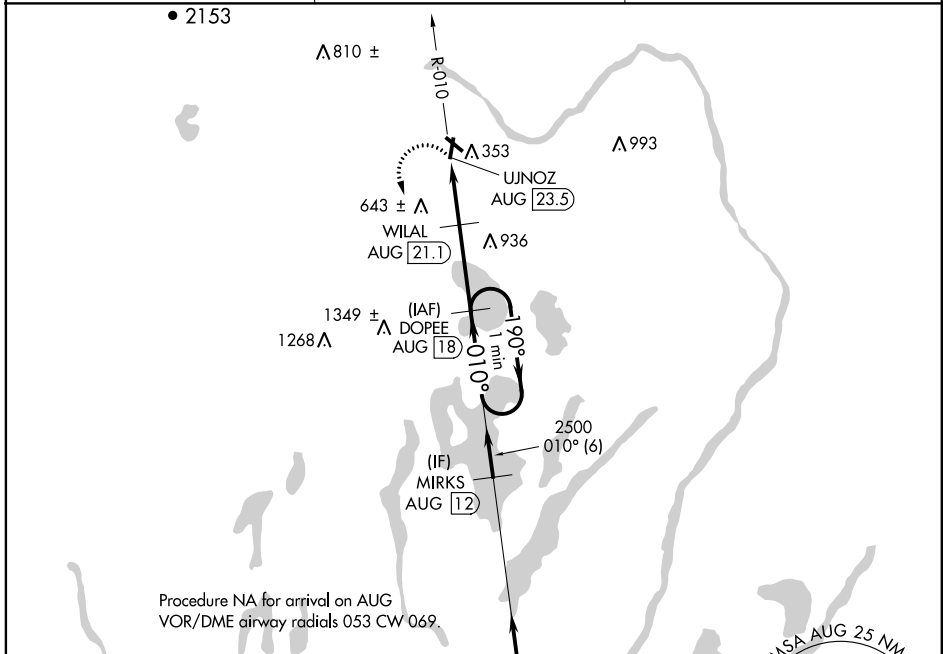 2153
810 ±
R-010
353
993
UJNOZ
AUG 23.5
643 ±
WILAL
AUG 21.1
936
1349 ±
(IAF)
DOPEE
AUG 18
1268
190°
1 min
010°
2500
010° (6)
(IF)
MIRKS
AUG 12
Procedure NA for arrival on AUG
VOR/DME airway radials 053 CW 069.
MSA AUG 25 NM